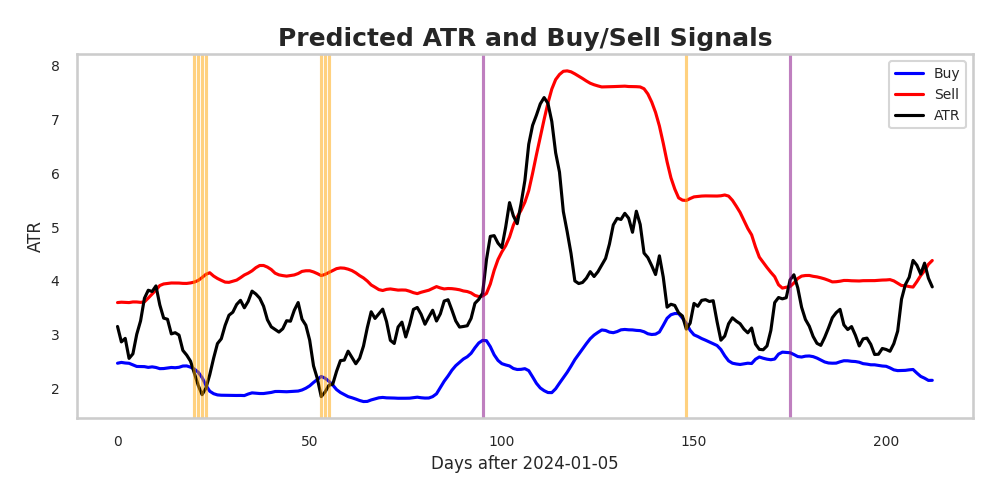 Predicted ATR and Buy/Sell Signals
8
7
6
5
4
3
2
ATR
Buy
Sell
ATR
0 50 100 150 200
Days after 2024-01-05